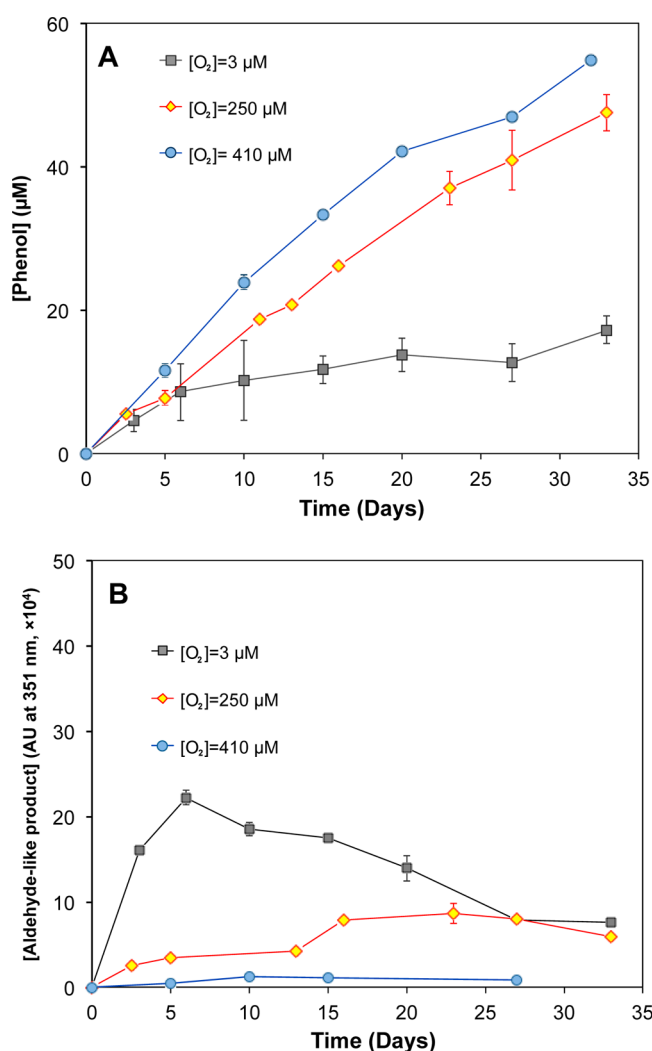 60
A
[O₂]=3 µM
[O₂]=250 µM
[O₂]= 410 µM
40
20
0
[Phenol] (µM)
0 5 10 15 20 25 30 35
Time (Days)
50
B
40
[O₂]=3 µM
[O₂]=250 µM
[O₂]=410 µM
30
20
10
0
[Aldehyde-like product] (AU at 351 nm, ×10⁴)
0 5 10 15 20 25 30 35
Time (Days)